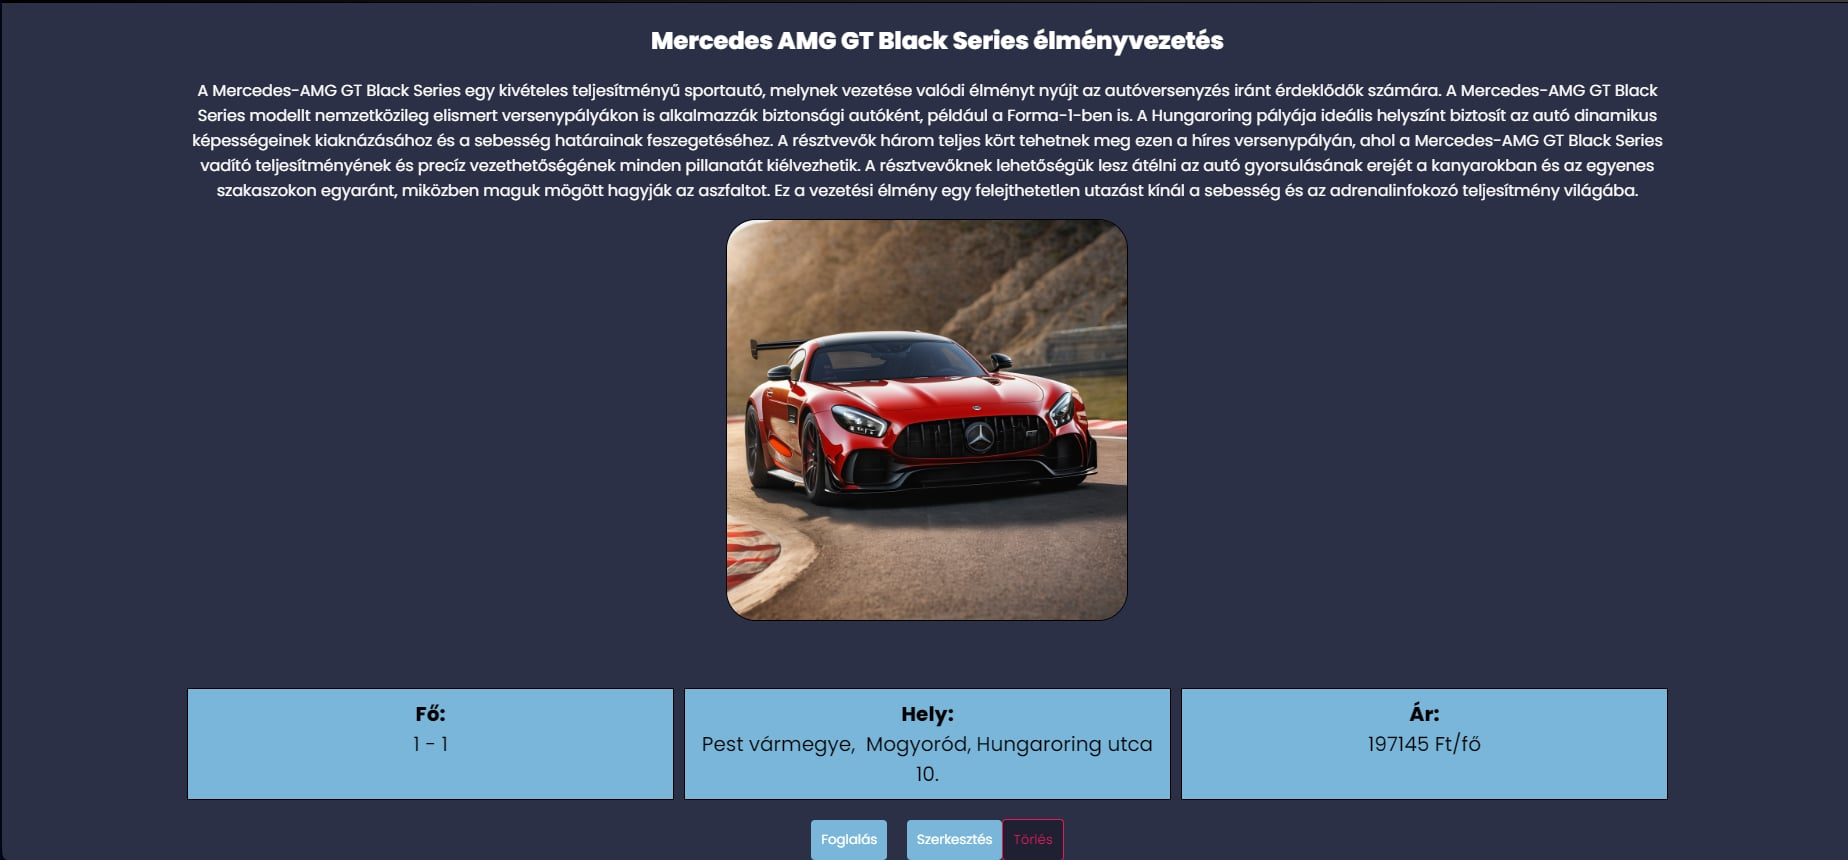 Mercedes AMG GT Black Series élményvezetés
A Mercedes-AMG GT Black Series egy kivételes teljesítményű sportautó, melynek vezetése valódi élményt nyújt az autóversenyzés iránt érdeklődők számára. A Mercedes-AMG GT Black
Series modellt nemzetközileg elismert versenypályákon is alkalmazzák biztonsági autóként, például a Forma-1-ben is. A Hungaroring pályája ideális helyszínt biztosít az autó dinamikus
képességeinek kiaknázásához és a sebesség határainak feszegetéséhez. A résztvevők három teljes kört tehetnek meg ezen a híres versenypályán, ahol a Mercedes-AMG GT Black Series
vadító teljesítményének és precíz vezethetőségének minden pillanatát kiélvezhetik. A résztvevőknek lehetőségük lesz átélni az autó gyorsulásának erejét a kanyarokban és az egyenes
szakaszokon egyaránt, miközben maguk mögött hagyják az aszfaltot. Ez a vezetési élmény egy felejthetetlen utazást kínál a sebesség és az adrenalinfokozó teljesítmény világába.
Fő:
1 - 1
Hely:
Pest vármegye, Mogyoród, Hungaroring utca
10.
Ár:
197145 Ft/fő
Foglalás
Szerkesztés
Törlés